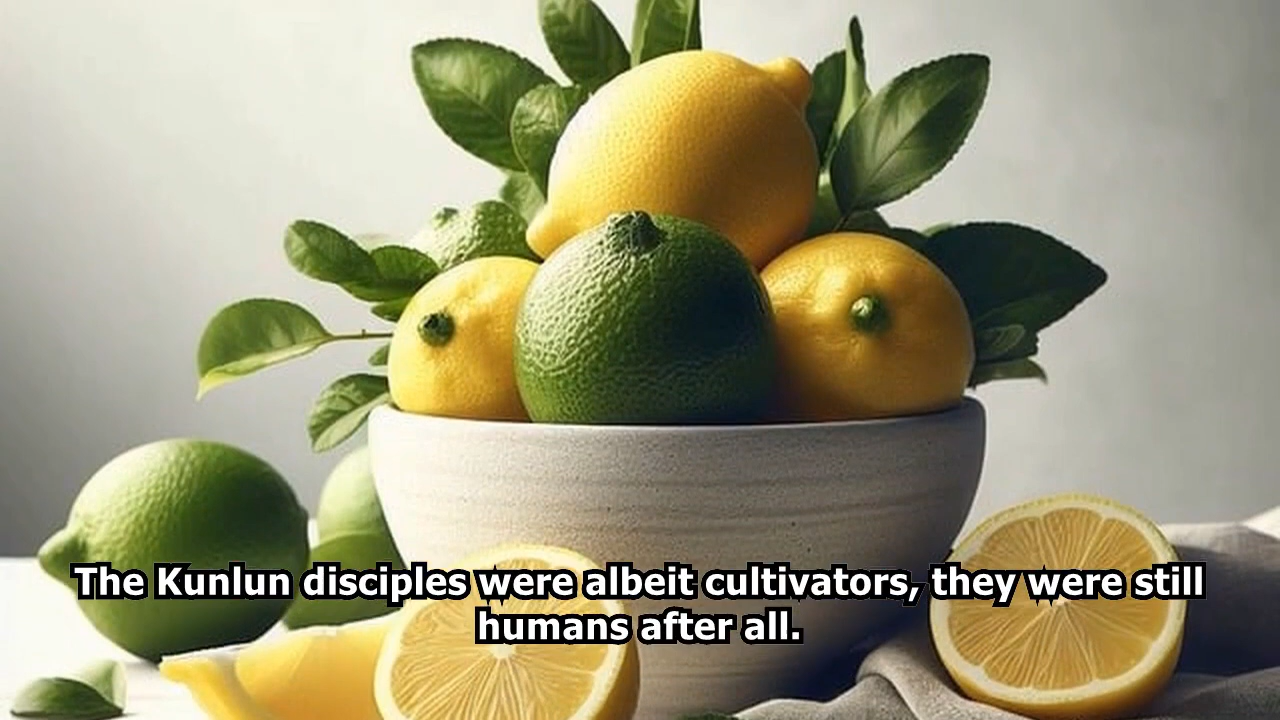 The Kunlun disciples were albeit cultivators, they were still
humans after all.